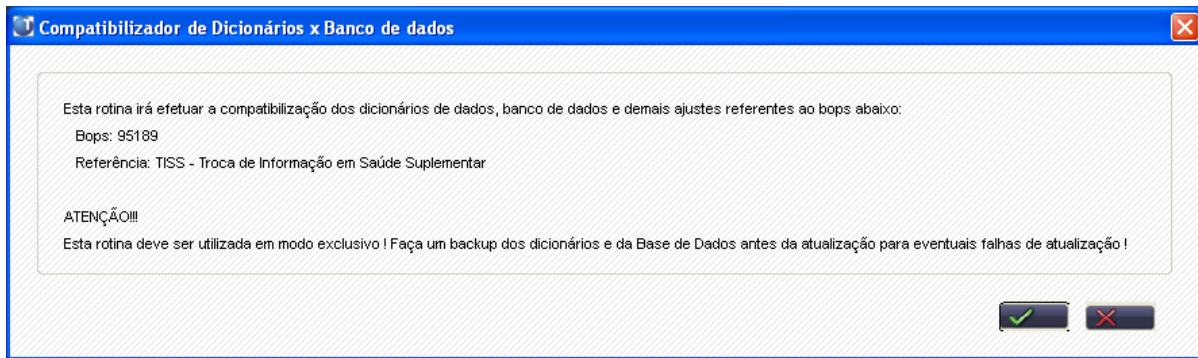 Compatibilizador de Dicionários x Banco de dados
Esta rotina irá efetuar a compatibilização dos dicionários de dados, banco de dados e demais ajustes referentes ao bops abaixo:
Bops: 95189
Referência: TISS - Troca de Informação em Saúde Suplementar
ATENÇÃO!!!
Esta rotina deve ser utilizada em modo exclusivo ! Faça um backup dos dicionários e da Base de Dados antes da atualização para eventuais falhas de atualização !